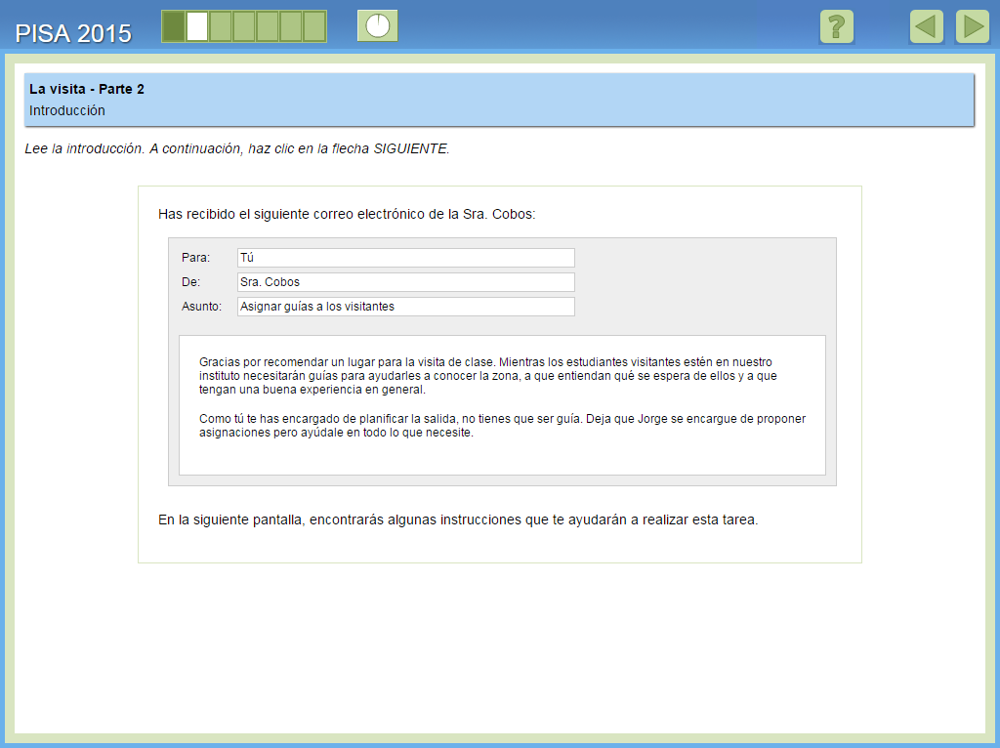 PISA 2015
?
La visita - Parte 2
Introducción
Lee la introducción. A continuación, haz clic en la flecha SIGUIENTE.
Has recibido el siguiente correo electrónico de la Sra. Cobos:
Para: Tú
De: Sra. Cobos
Asunto: Asignar guías a los visitantes
Gracias por recomendar un lugar para la visita de clase. Mientras los estudiantes visitantes estén en nuestro
instituto necesitarán guías para ayudarles a conocer la zona, a que entiendan qué se espera de ellos y a que
tengan una buena experiencia en general.
Como tú te has encargado de planificar la salida, no tienes que ser guía. Deja que Jorge se encargue de proponer
asignaciones pero ayúdale en todo lo que necesite.
En la siguiente pantalla, encontrarás algunas instrucciones que te ayudarán a realizar esta tarea.